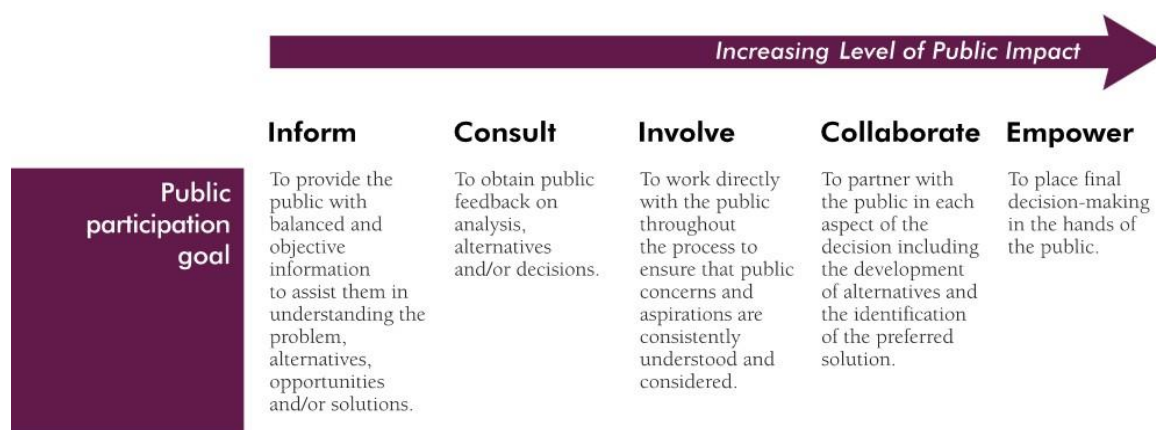 Increasing Level of Public Impact
Inform
Consult
Involve
Collaborate
Empower
Public
participation
goal
To provide the
public with
balanced and
objective
information
to assist them in
understanding the
problem,
alternatives,
opportunities
and/or solutions.
To obtain public
feedback on
analysis,
alternatives
and/or decisions.
To work directly
with the public
throughout
the process to
ensure that public
concerns and
aspirations are
consistently
understood and
considered.
To partner with
the public in each
aspect of the
decision including
the development
of alternatives and
the identification
of the preferred
solution.
To place final
decision-making
in the hands of
the public.